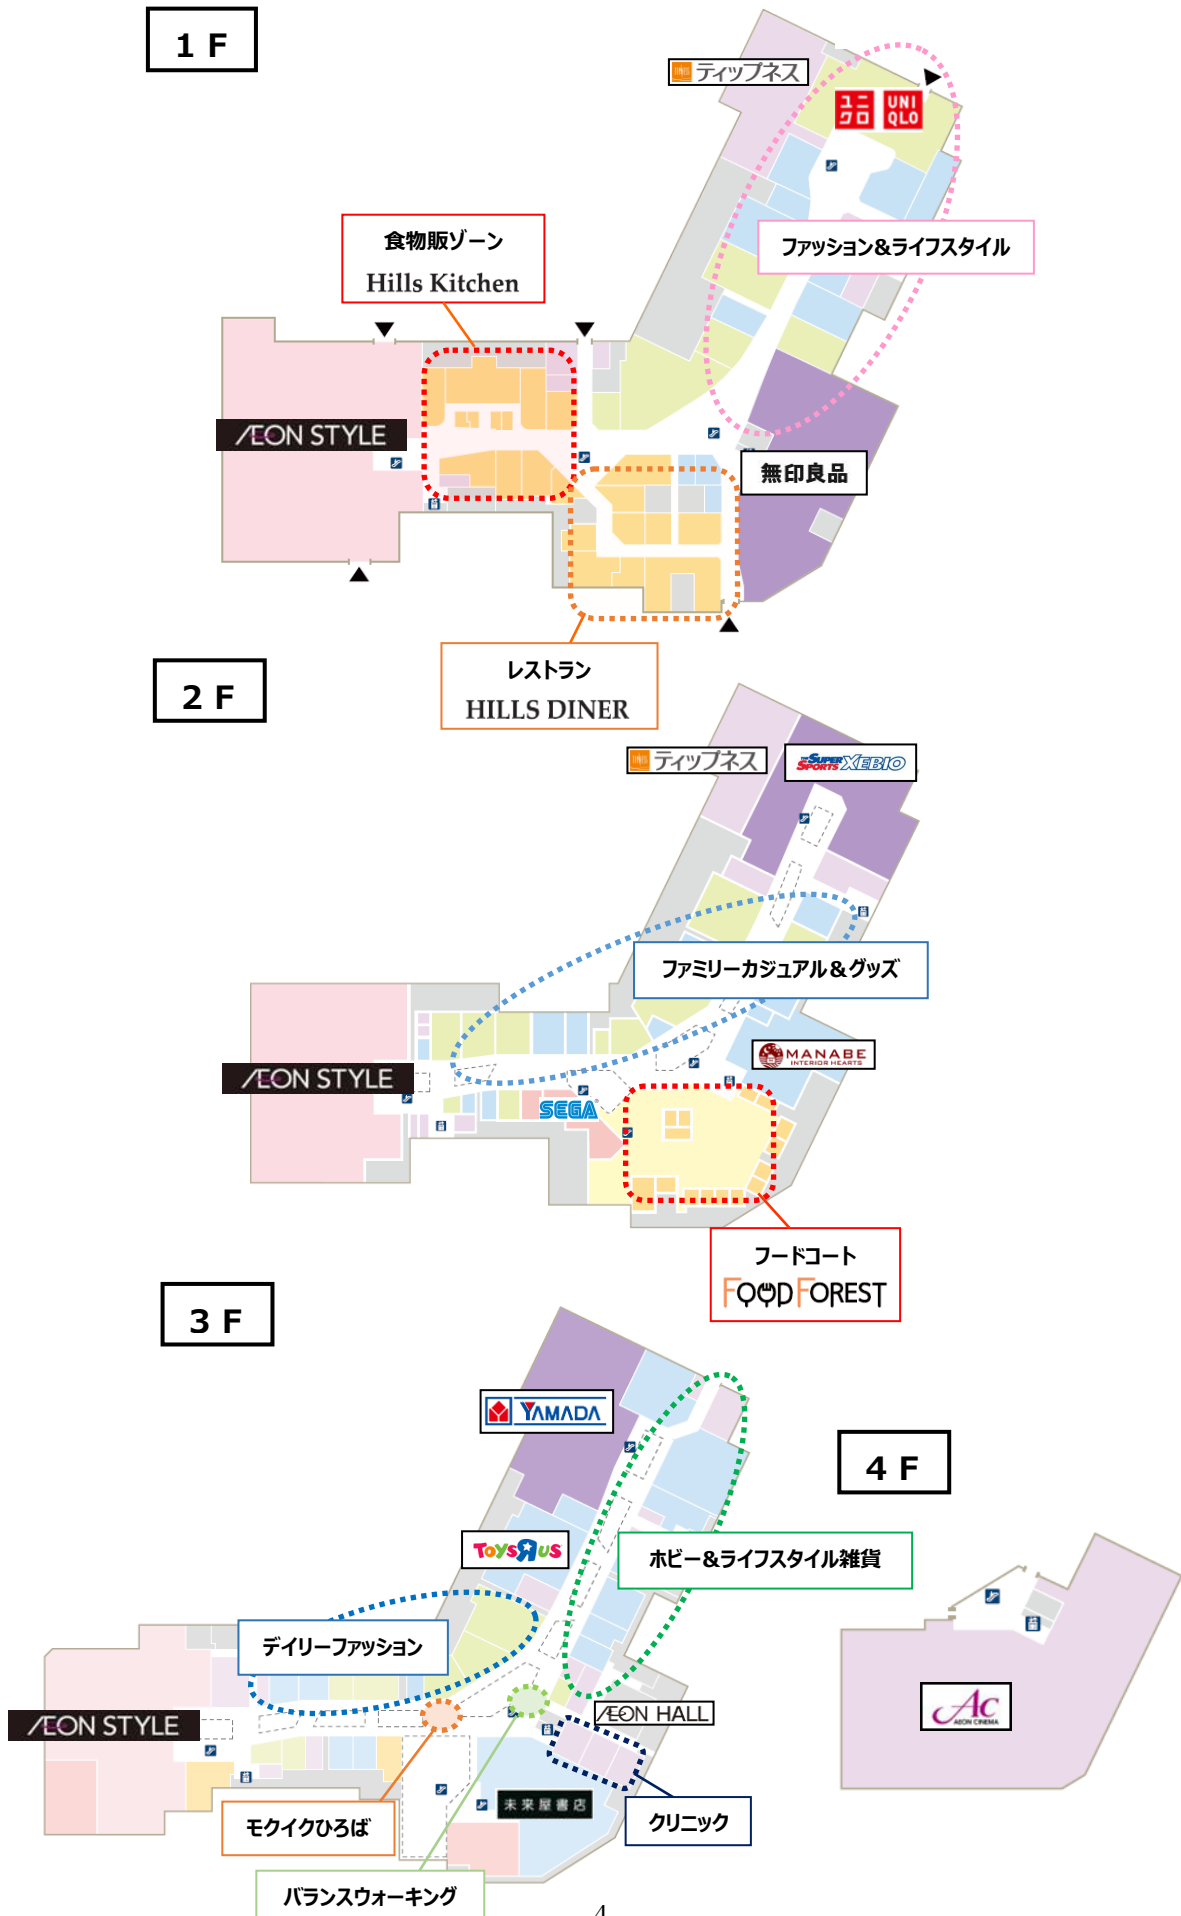 1 F
ティップネス
ユニクロ UNIQLO
ファッション&ライフスタイル
食物販ゾーン
Hills Kitchen
ÆON STYLE
無印良品
レストラン
HILLS DINER
2 F
ティップネス
SUPER SPORTS XEBIO
ファミリーカジュアル＆グッズ
ÆON STYLE
MANABE
INTERIOR HEARTS
SEGA
フードコート
FOOD FOREST
3 F
YAMADA
4 F
ToysЯus
ホビー&ライフスタイル雑貨
デイリーファッション
ÆON STYLE
ÆON HALL
Ac
AEON CINEMA
未来屋書店
モクイクひろば
クリニック
バランスウォーキング
4